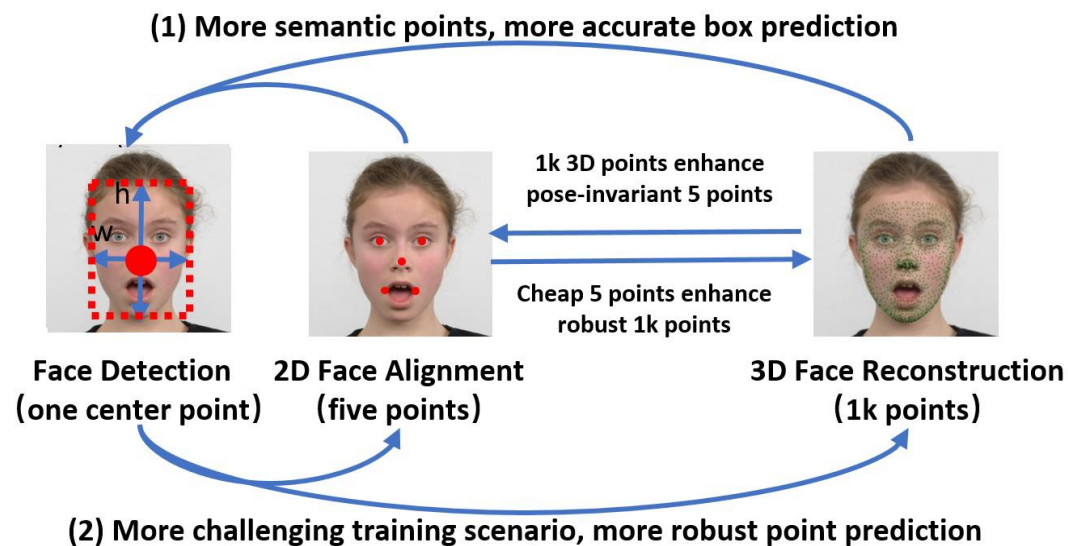 (1) More semantic points, more accurate box prediction
h
w
1k 3D points enhance
pose-invariant 5 points
Cheap 5 points enhance
robust 1k points
Face Detection
(one center point)
2D Face Alignment
(five points)
3D Face Reconstruction
(1k points)
(2) More challenging training scenario, more robust point prediction